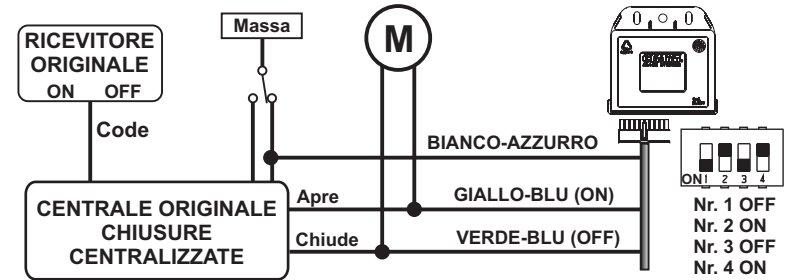 RICEVITORE
ORIGINALE
ON OFF
Code
Massa
M
BIANCO-AZZURRO
CENTRALE ORIGINALE
CHIUSURE
CENTRALIZZATE
Apre
GIALLO-BLU (ON)
Chiude
VERDE-BLU (OFF)
ON 1 2 3 4
Nr. 1 OFF
Nr. 2 ON
Nr. 3 OFF
Nr. 4 ON